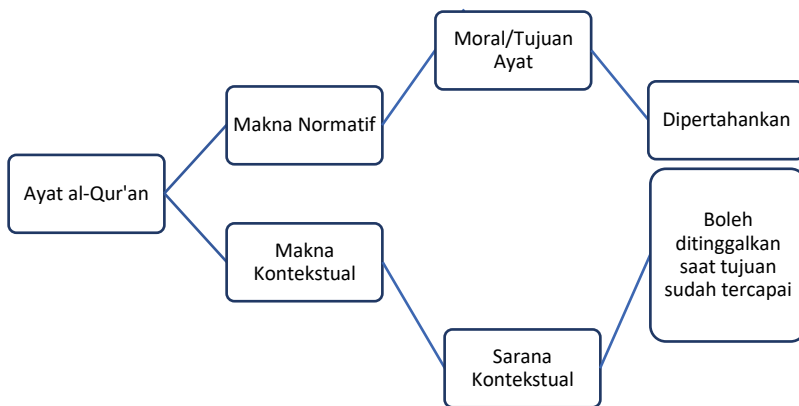 Ayat al-Qur'an
Makna Normatif
Moral/Tujuan
Ayat
Dipertahankan
Makna
Kontekstual
Sarana
Kontekstual
Boleh
ditinggalkan
saat tujuan
sudah tercapai